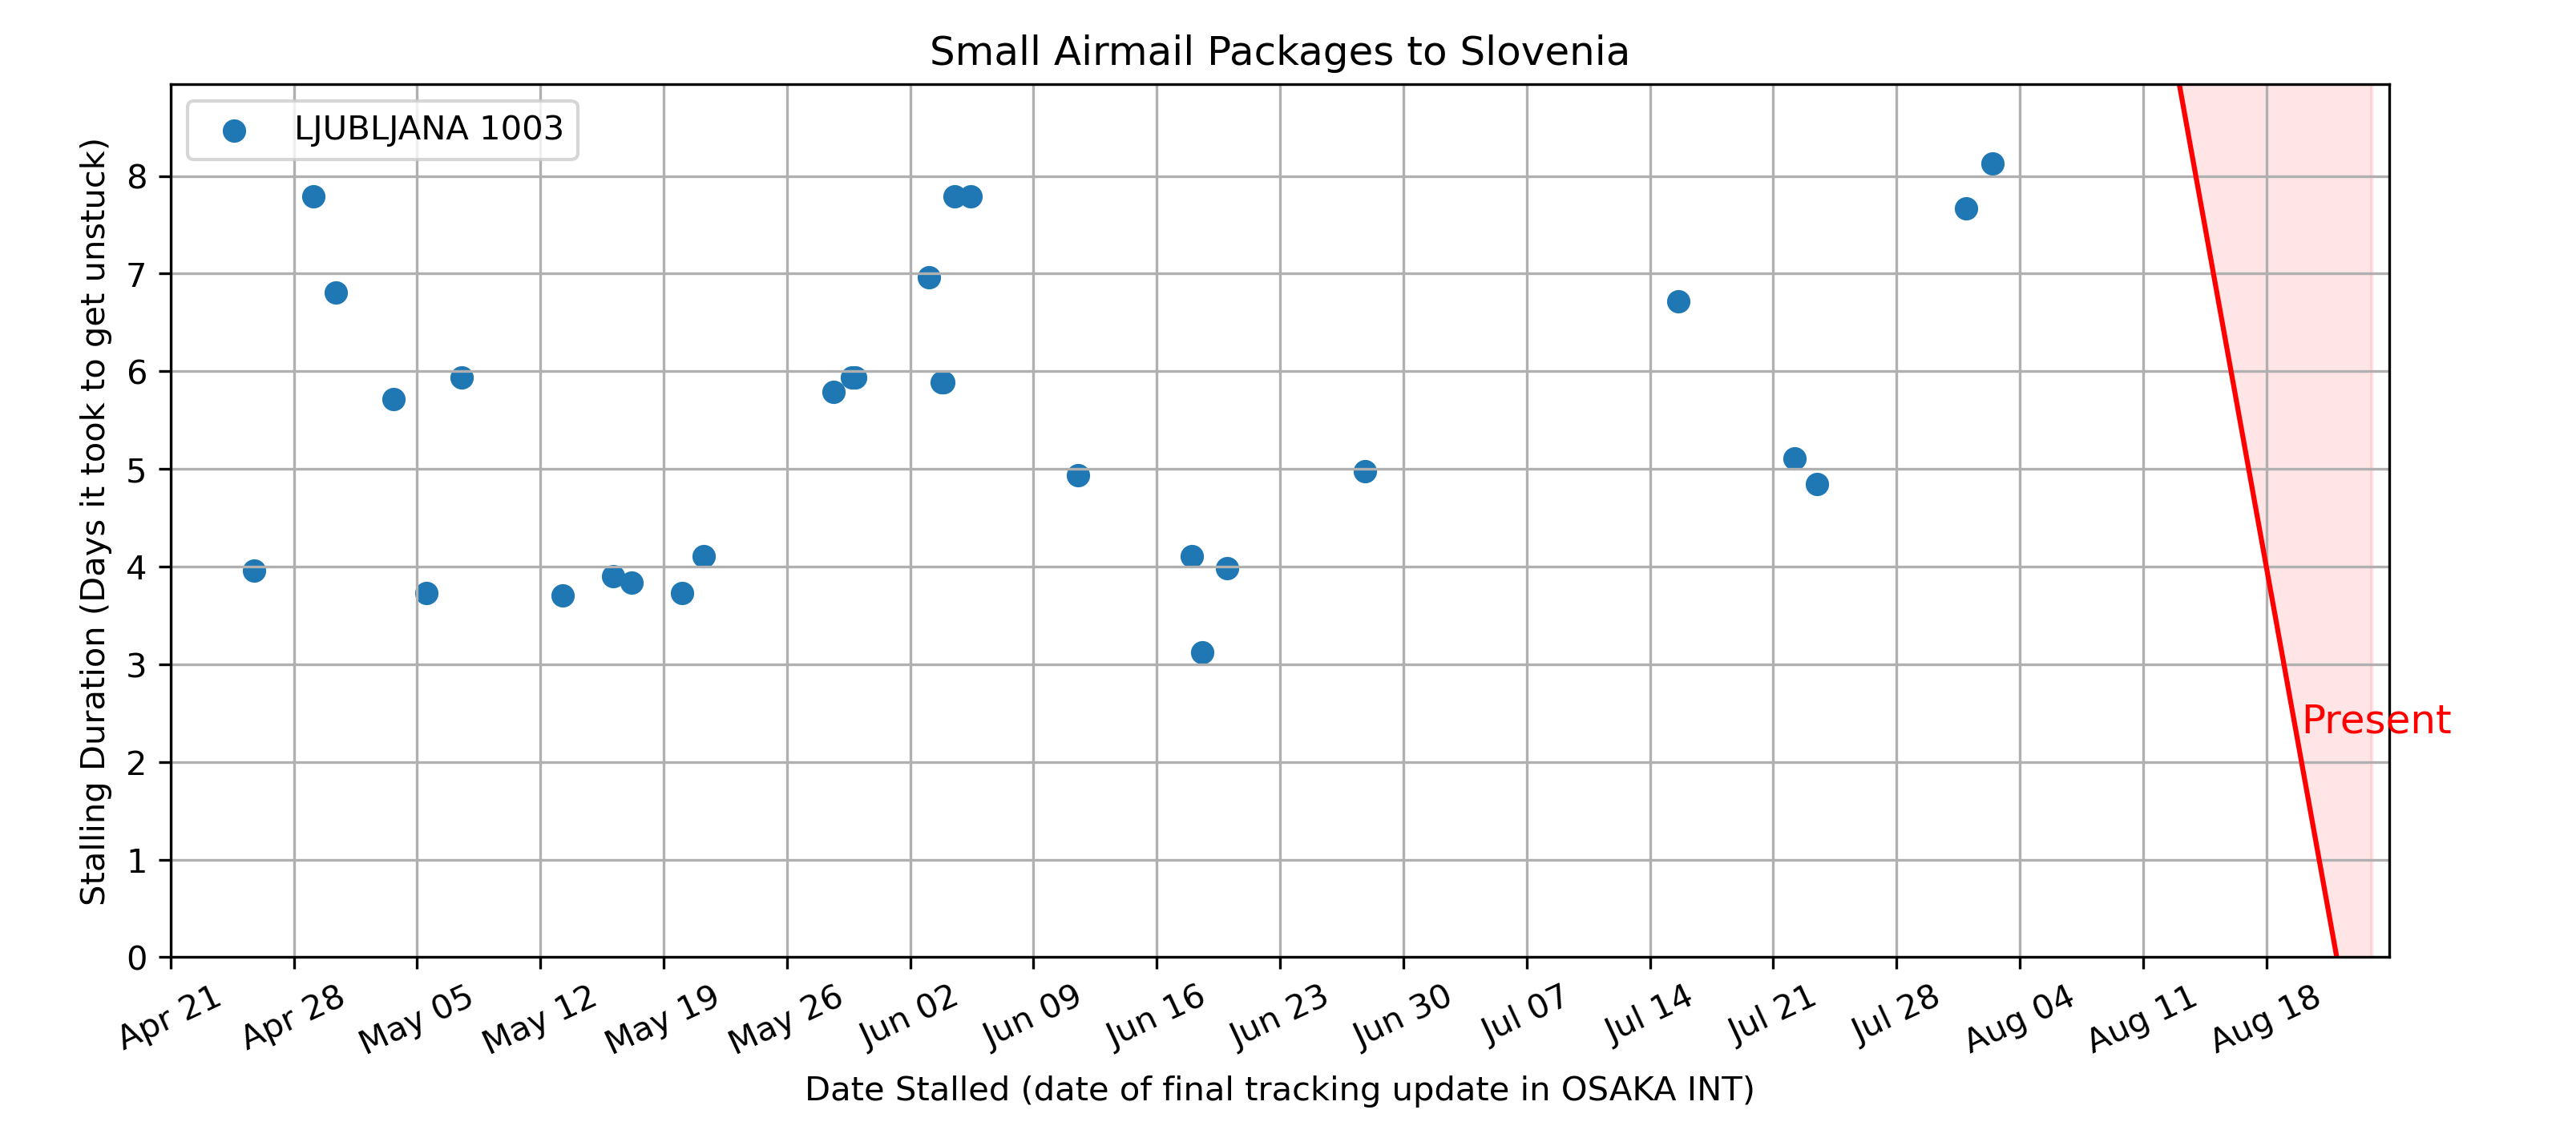 Small Airmail Packages to Slovenia
LJUBLJANA 1003
Stalling Duration (Days it took to get unstuck)
8
7
6
5
4
3
2
1
0
Present
Apr 21
Apr 28
May 05
May 12
May 19
May 26
Jun 02
Jun 09
Jun 16
Jun 23
Jun 30
Jul 07
Jul 14
Jul 21
Jul 28
Aug 04
Aug 11
Aug 18
Date Stalled (date of final tracking update in OSAKA INT)